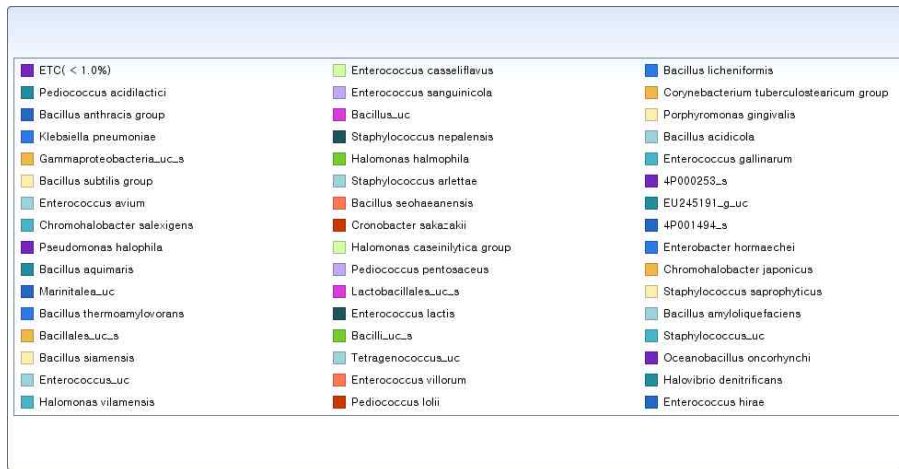 ETC( < 1.0%)
Pediococcus acidilactici
Bacillus anthracis group
Klebsiella pneumoniae
Gammaproteobacteria_uc_s
Bacillus subtilis group
Enterococcus avium
Chromohalobacter salexigens
Pseudomonas halophila
Bacillus aquimaris
Marinitalea_uc
Bacillus thermoamylovorans
Bacillales_uc_s
Bacillus siamensis
Enterococcus_uc
Halomonas vilamensis
Enterococcus casseliflavus
Enterococcus sanguinicola
Bacillus_uc
Staphylococcus nepalensis
Halomonas halmophila
Staphylococcus arlettae
Bacillus seohaeanensis
Cronobacter sakazakii
Halomonas caseinilytica group
Pediococcus pentosaceus
Lactobacillales_uc_s
Enterococcus lactis
Bacilli_uc_s
Tetragenococcus_uc
Enterococcus villorum
Pediococcus lolii
Bacillus licheniformis
Corynebacterium tuberculostearicum group
Porphyromonas gingivalis
Bacillus acidicola
Enterococcus gallinarum
4P000253_s
EU245191_g_uc
4P001494_s
Enterobacter hormaechei
Chromohalobacter japonicus
Staphylococcus saprophyticus
Bacillus amyloliquefaciens
Staphylococcus_uc
Oceanobacillus oncorhynchi
Halovibrio denitrificans
Enterococcus hirae